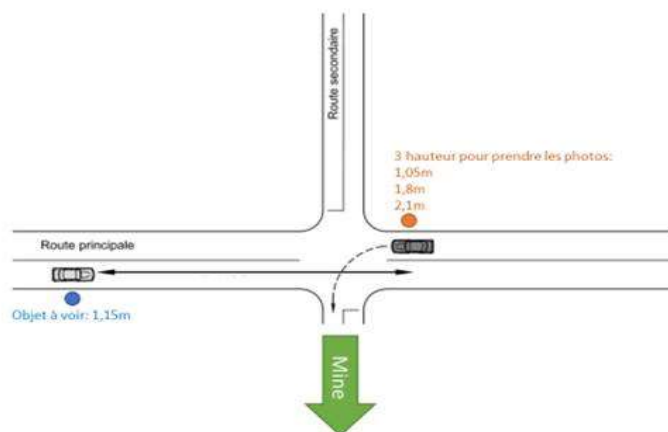 Route secondaire
3 hauteur pour prendre les photos:
1,05m
1,8m
2,1m
Route principale
Objet à voir: 1,15m
Mine